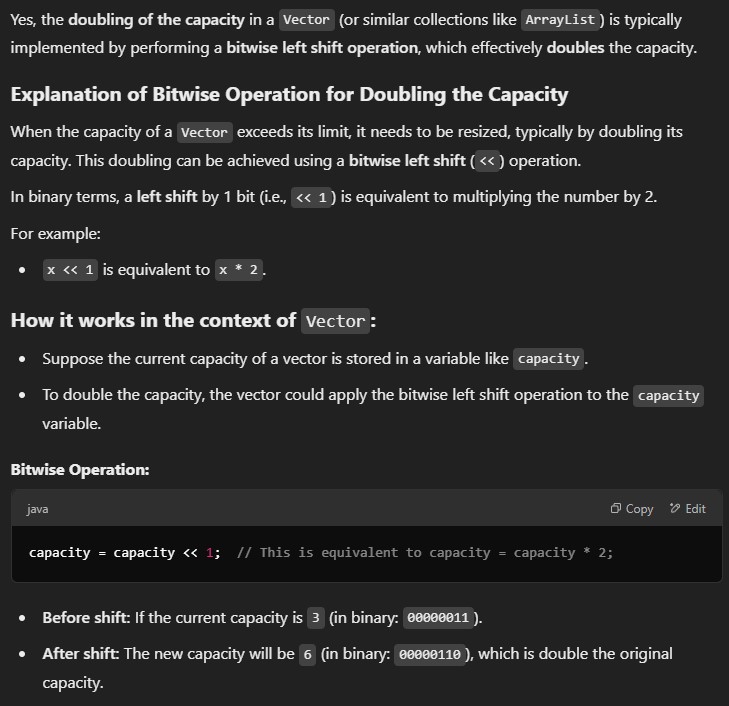 Yes, the doubling of the capacity in a Vector (or similar collections like ArrayList) is typically
implemented by performing a bitwise left shift operation, which effectively doubles the capacity.
Explanation of Bitwise Operation for Doubling the Capacity
When the capacity of a Vector exceeds its limit, it needs to be resized, typically by doubling its
capacity. This doubling can be achieved using a bitwise left shift (<<) operation.
In binary terms, a left shift by 1 bit (i.e., << 1) is equivalent to multiplying the number by 2.
For example:
• x << 1 is equivalent to x * 2.
How it works in the context of Vector:
• Suppose the current capacity of a vector is stored in a variable like capacity.
• To double the capacity, the vector could apply the bitwise left shift operation to the capacity
variable.
Bitwise Operation:
java Copy Edit
capacity = capacity << 1; // This is equivalent to capacity = capacity * 2;
• Before shift: If the current capacity is 3 (in binary: 00000011).
• After shift: The new capacity will be 6 (in binary: 00000110), which is double the original
capacity.